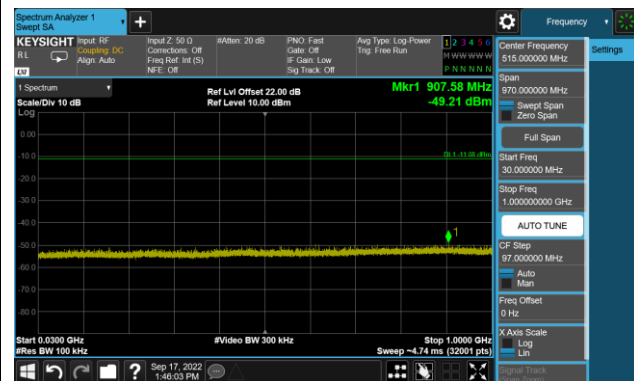 Spectrum Analyzer 1
Swept SA
Frequency
KEYSIGHT
Input: RF
Coupling: DC
Align: Auto
Input Z: 50 Ω
Corrections: Off
Freq Ref: Int (S)
NFE: Off
#Atten: 20 dB
PNO: Fast
Gate: Off
IF Gain: Low
Sig Track: Off
Avg Type: Log-Power
Trig: Free Run
1 2 3 4 5 6
M W W W W W
P N N N N N
RL
LXI
1 Spectrum
Scale/Div 10 dB
Log
Ref Lvl Offset 22.00 dB
Ref Level 10.00 dBm
Mkr1 907.58 MHz
-49.21 dBm
0.00
-10.0
-20.0
-30.0
-40.0
-50.0
-60.0
-70.0
-80.0
1
Start 0.0300 GHz
#Res BW 100 kHz
#Video BW 300 kHz
Stop 1.0000 GHz
Sweep ~4.74 ms (32001 pts)
Center Frequency
515.000000 MHz
Settings
Span
970.000000 MHz
Swept Span
Zero Span
Full Span
Start Freq
30.000000 MHz
Stop Freq
1.000000000 GHz
AUTO TUNE
CF Step
97.000000 MHz
Auto
Man
Freq Offset
0 Hz
X Axis Scale
Log
Lin
Signal Track
(Span Zoom)
?
Sep 17, 2022
1:46:03 PM